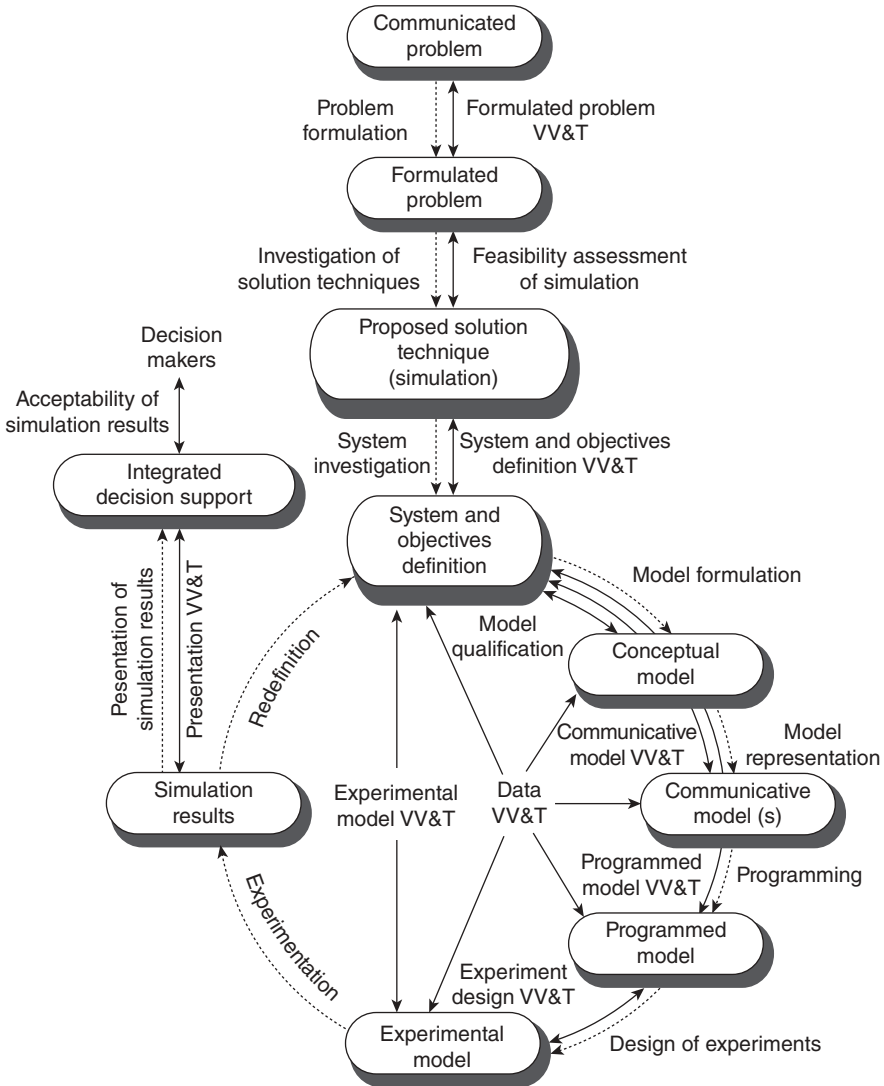 Communicated
problem
Problem
formulation
Formulated problem
VV&T
Formulated
problem
Investigation of
solution techniques
Feasibility assessment
of simulation
Proposed solution
technique
(simulation)
Decision
makers
Acceptability of
simulation results
System
investigation
System and objectives
definition VV&T
Integrated
decision support
System and
objectives
definition
Model formulation
Pesentation of
simulation results
Presentation VV&T
Redefinition
Model
qualification
Conceptual
model
Communicative
model VV&T
Model
representation
Simulation
results
Experimental
model VV&T
Data
VV&T
Communicative
model (s)
Programmed
model VV&T
Programming
Experimentation
Programmed
model
Experiment
design VV&T
Experimental
model
Design of experiments